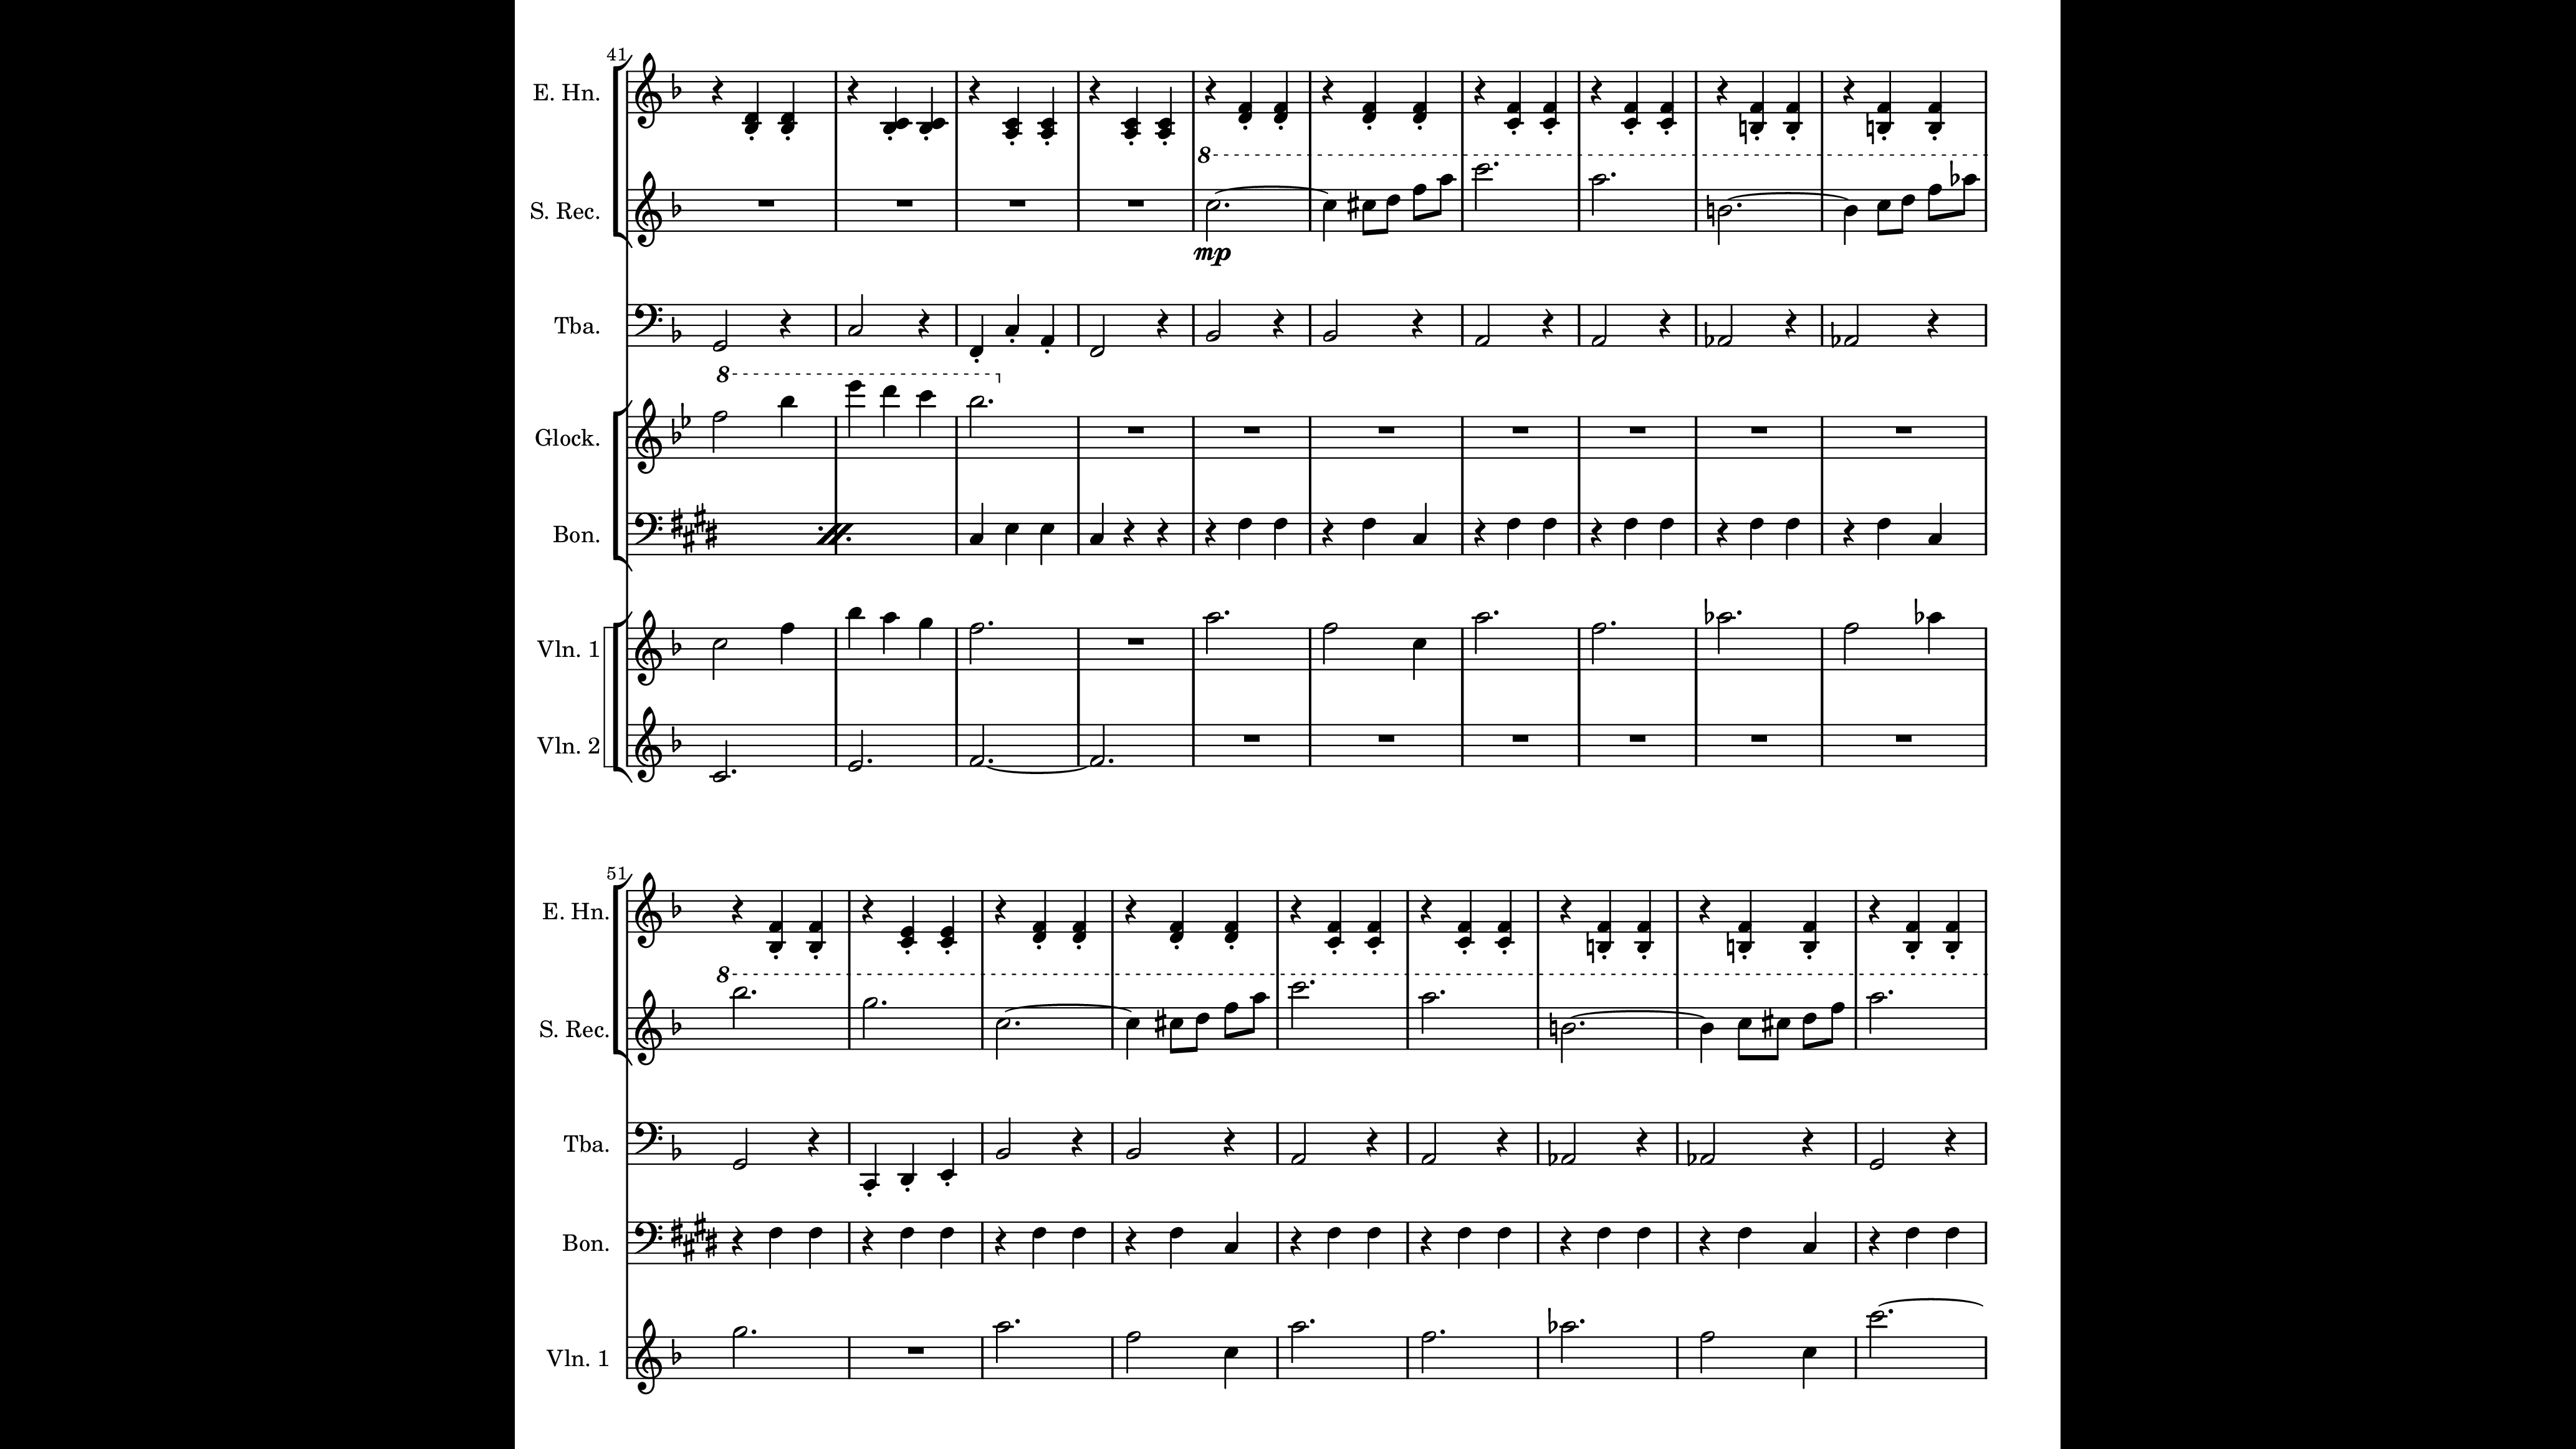 41
E. Hn.
8
S. Rec.
mp
Tba.
8
Glock.
Bon.
Vln. 1
Vln. 2
51
E. Hn.
8
S. Rec.
Tba.
Bon.
Vln. 1